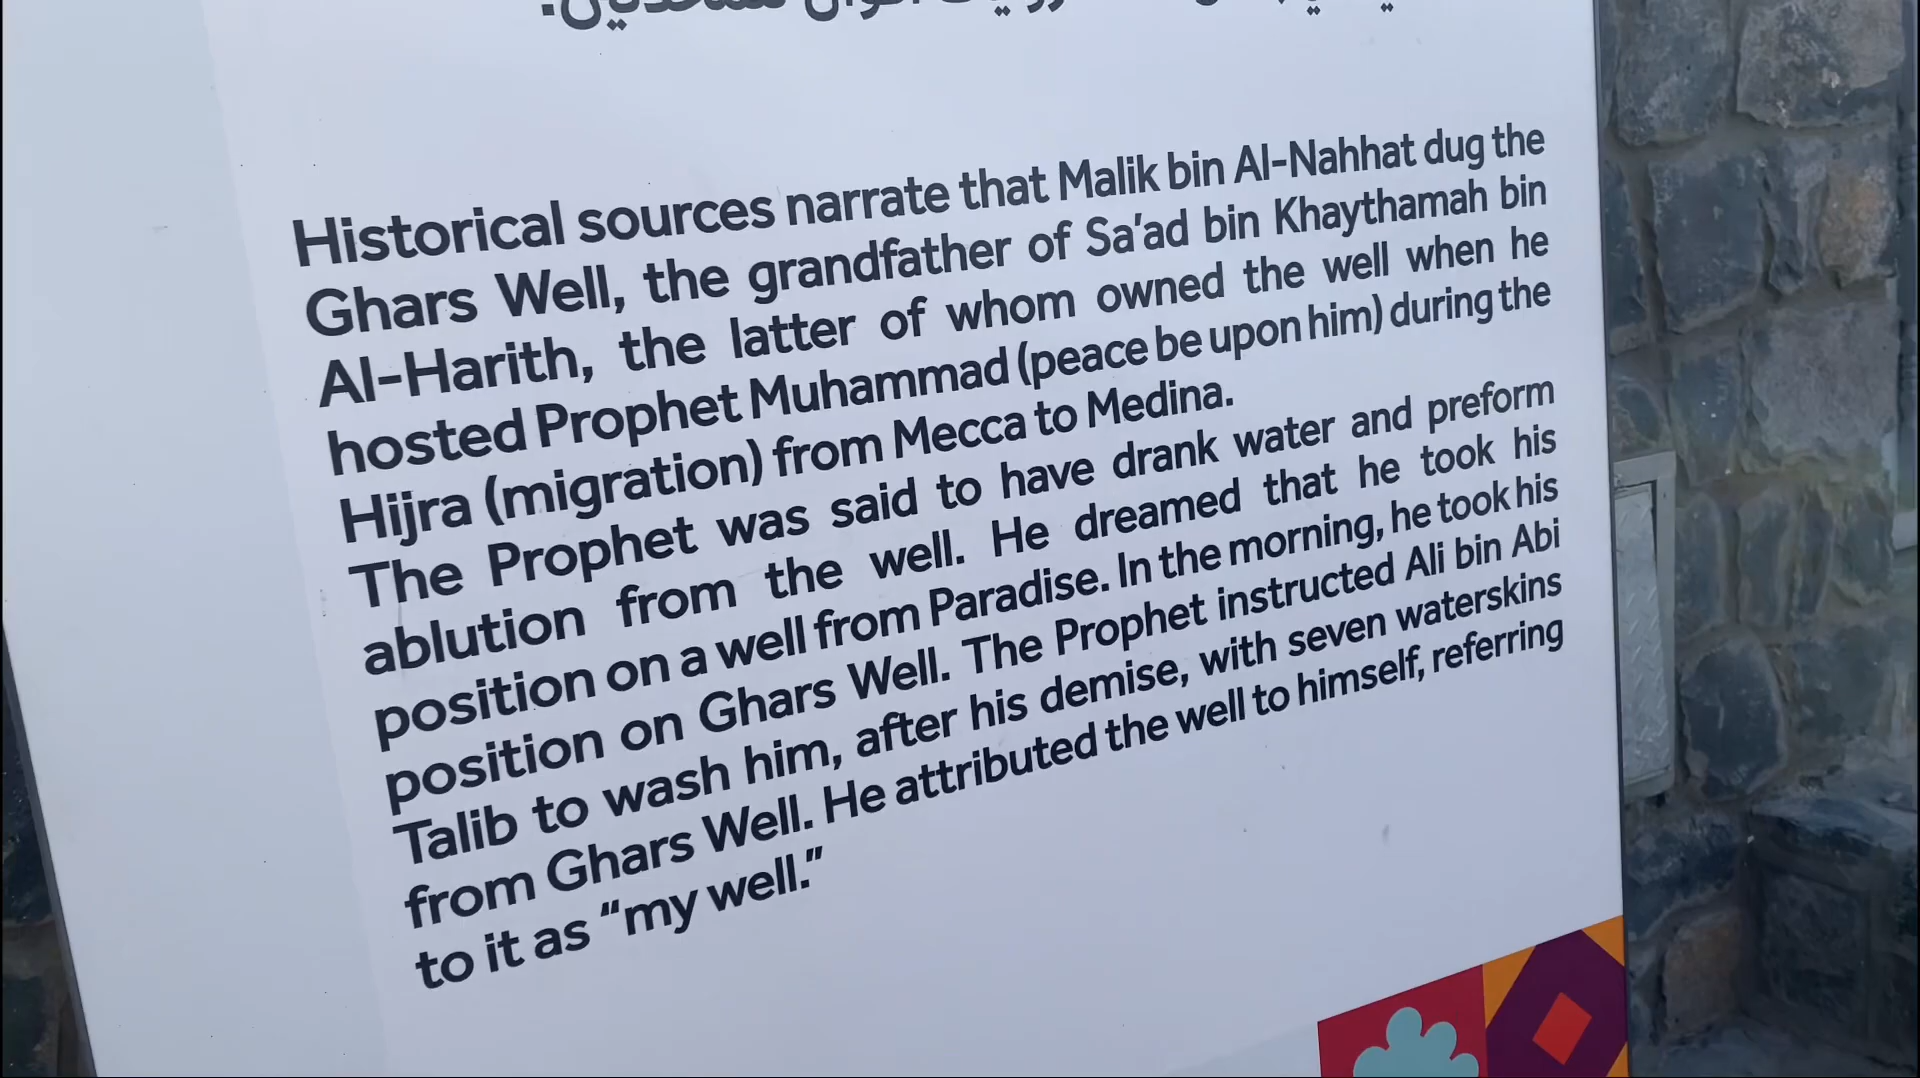 Historical sources narrate that Malik bin Al-Nahhat dug the
Ghars Well, the grandfather of Sa'ad bin Khaythamah bin
Al-Harith, the latter of whom owned the well when he
hosted Prophet Muhammad (peace be upon him) during the
Hijra (migration) from Mecca to Medina.
The Prophet was said to have drank water and preform
ablution from the well. He dreamed that he took his
position on a well from Paradise. In the morning, he took his
position on Ghars Well. The Prophet instructed Ali bin Abi
Talib to wash him, after his demise, with seven waterskins
from Ghars Well. He attributed the well to himself, referring
to it as “my well.”